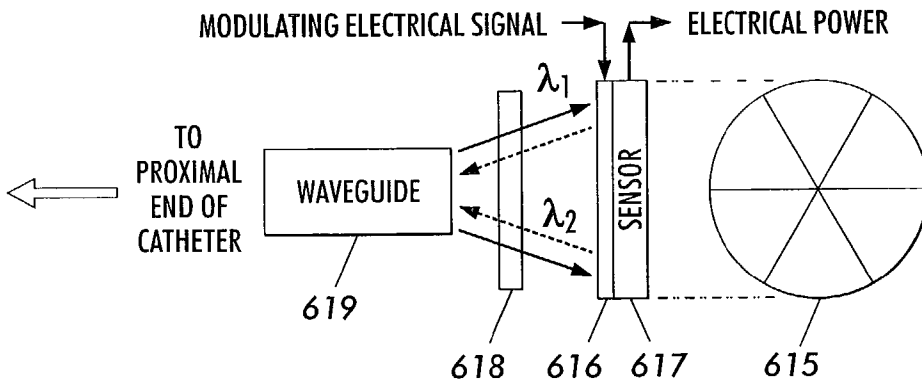 MODULATING ELECTRICAL SIGNAL
ELECTRICAL POWER
λ1
TO
PROXIMAL
END OF
CATHETER
WAVEGUIDE
λ2
SENSOR
619
618
616
617
615